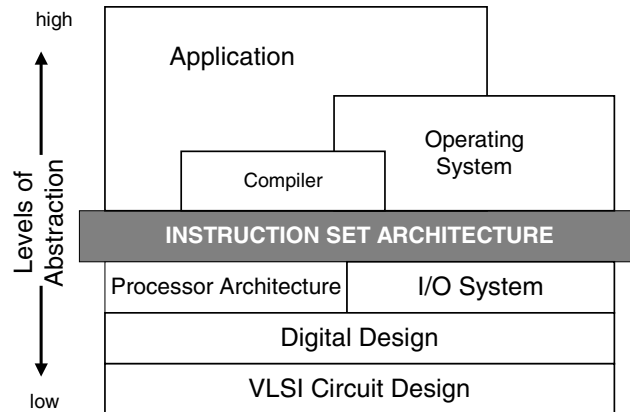 high
Application
Operating
System
Compiler
Levels of
Abstraction
INSTRUCTION SET ARCHITECTURE
Processor Architecture
I/O System
Digital Design
VLSI Circuit Design
low